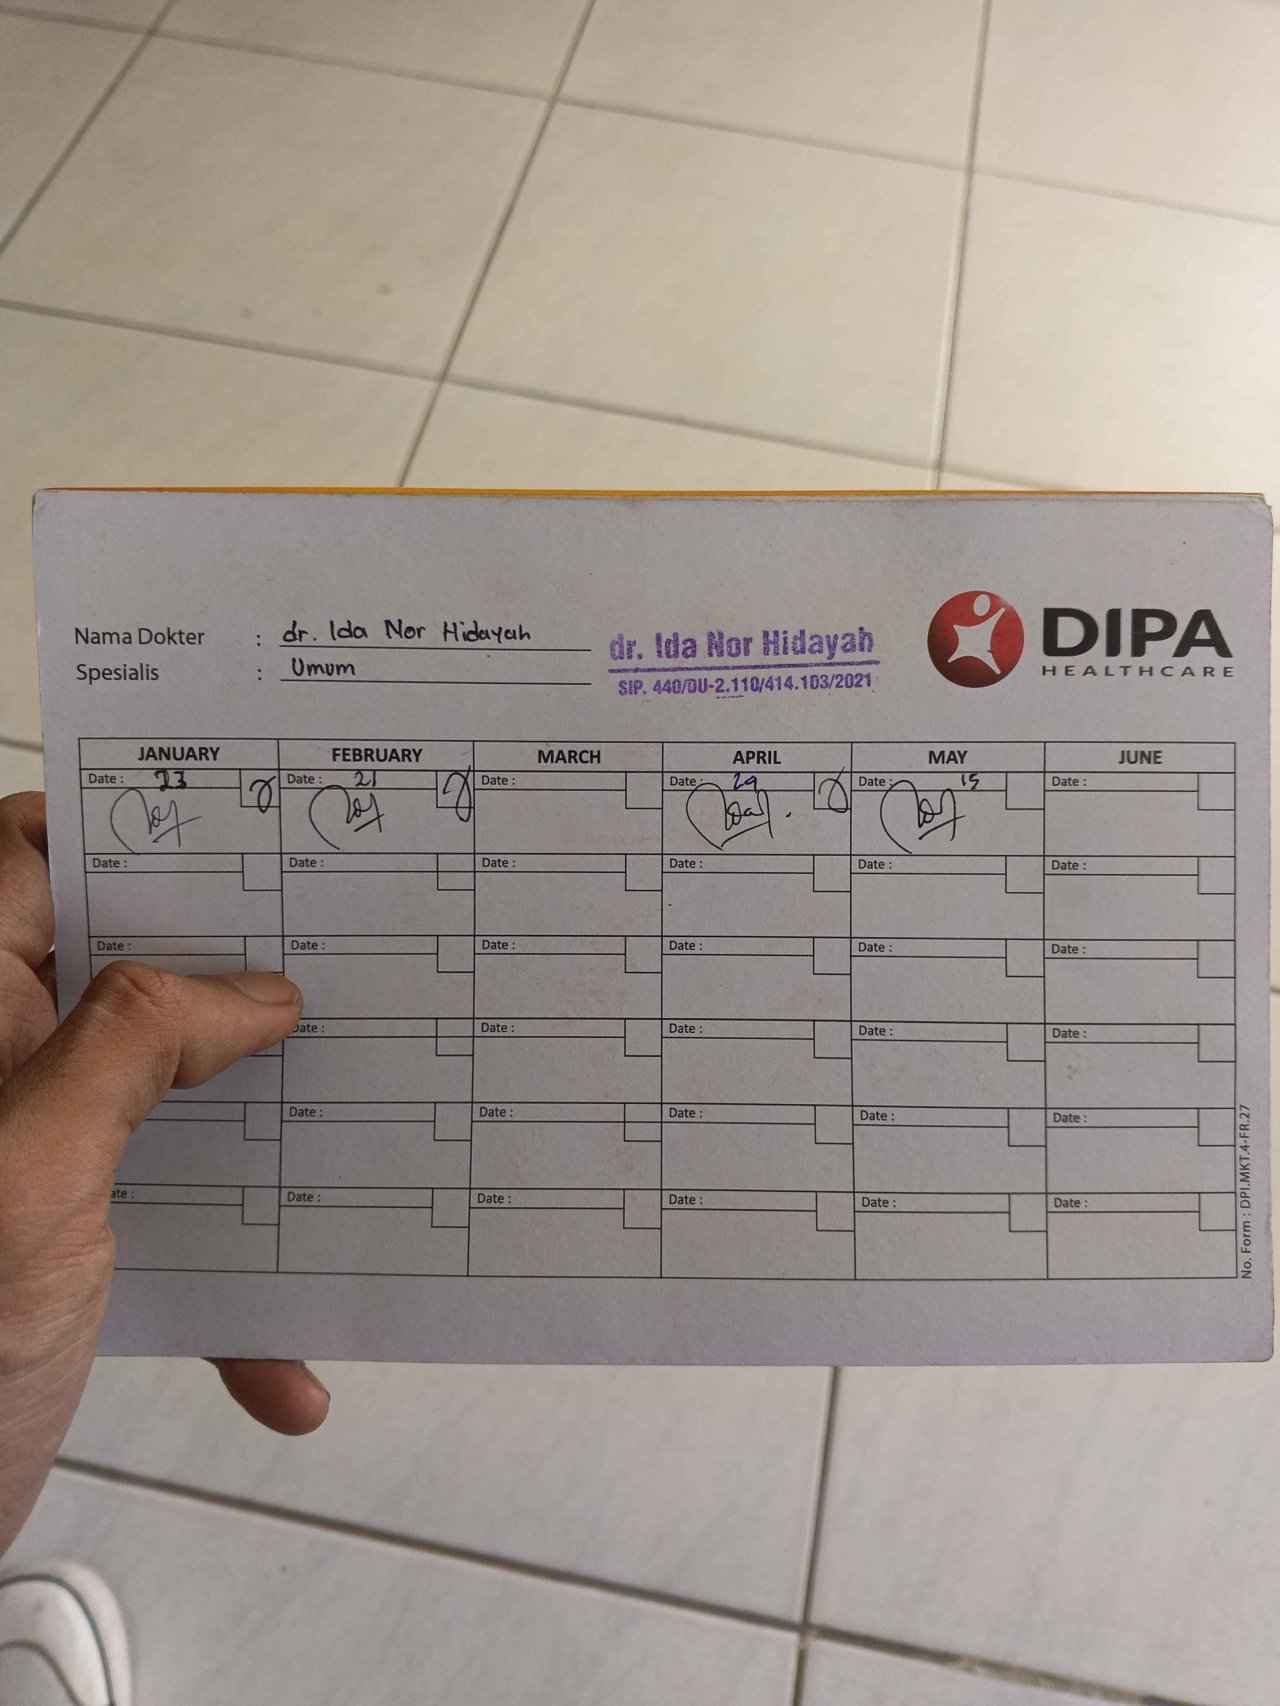 DIPA
HEALTHCARE
Nama Dokter : dr. Ida Nor Hidayah
Spesialis : Umum
dr. Ida Nor Hidayah
SIP. 440/DU-2.110/414.103/2021
JANUARY FEBRUARY MARCH APRIL MAY JUNE
Date : 23 Date : 21 Date : Date : 29 Date : 15 Date :
Date : Date : Date : Date : Date : Date :
Date : Date : Date : Date : Date : Date :
Date : Date : Date : Date : Date :
Date : Date : Date : Date : Date :
ate : Date : Date : Date : Date : Date :
No. Form : DPI.MKT.4-FR.27